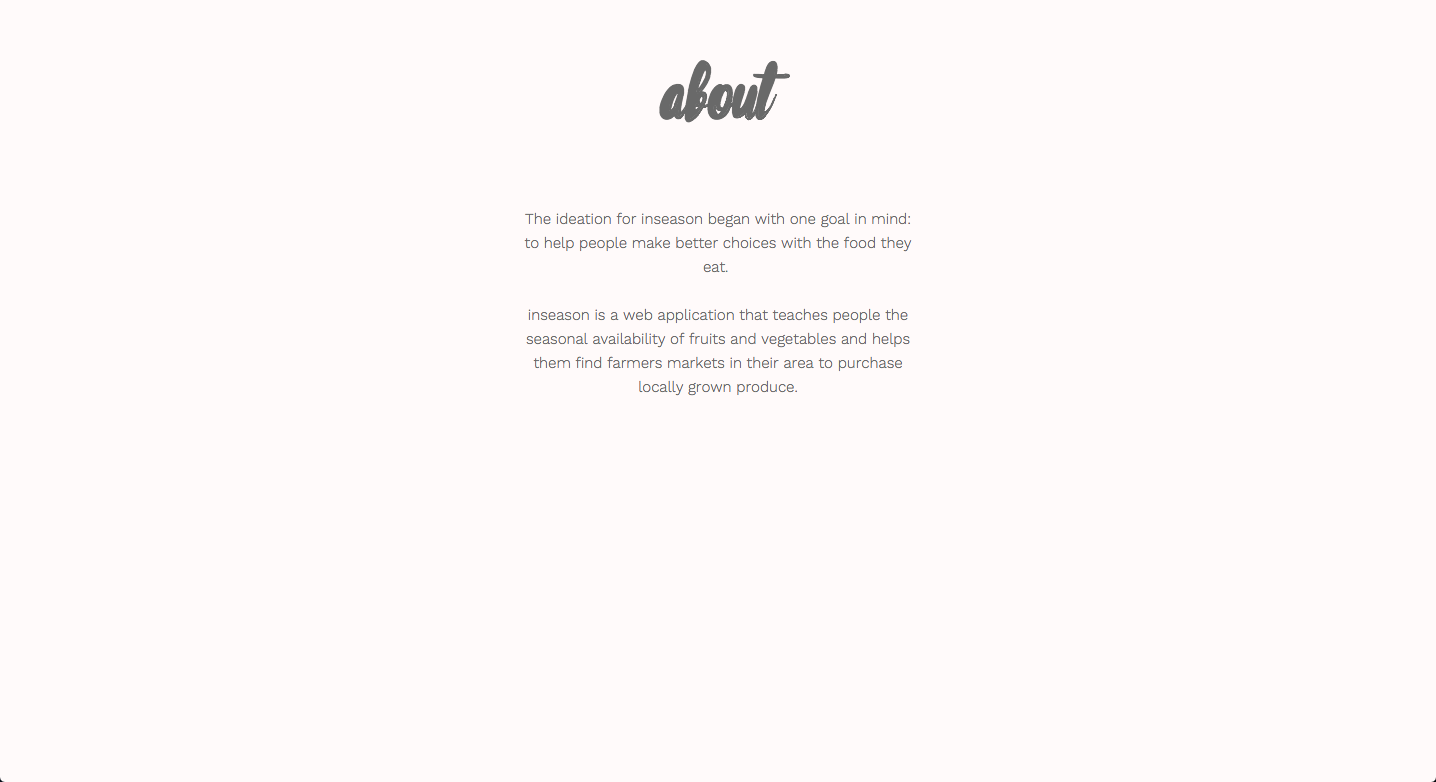 about
The ideation for inseason began with one goal in mind:
to help people make better choices with the food they
eat.
inseason is a web application that teaches people the
seasonal availability of fruits and vegetables and helps
them find farmers markets in their area to purchase
locally grown produce.